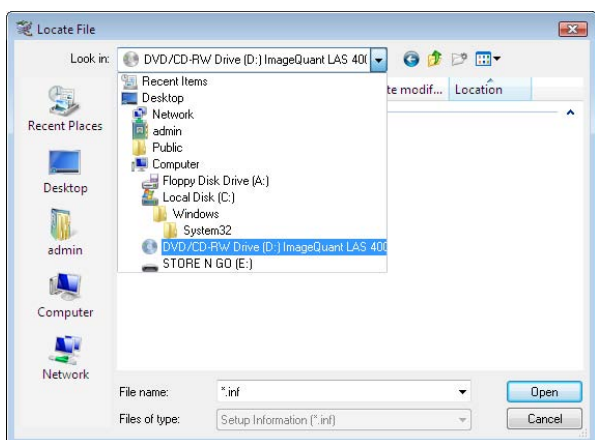 Locate File
Look in:
DVD/CD-RW Drive (D:) ImageQuant LAS 40(
Recent Items
Desktop
Network
admin
Public
Computer
Floppy Disk Drive (A:)
Local Disk (C:)
Windows
System32
DVD/CD-RW Drive (D:) ImageQuant LAS 400
STORE N GO (E:)
te modif... Location
Recent Places
Desktop
admin
Computer
Network
File name: *.inf
Open
Files of type: Setup Information (*.inf)
Cancel